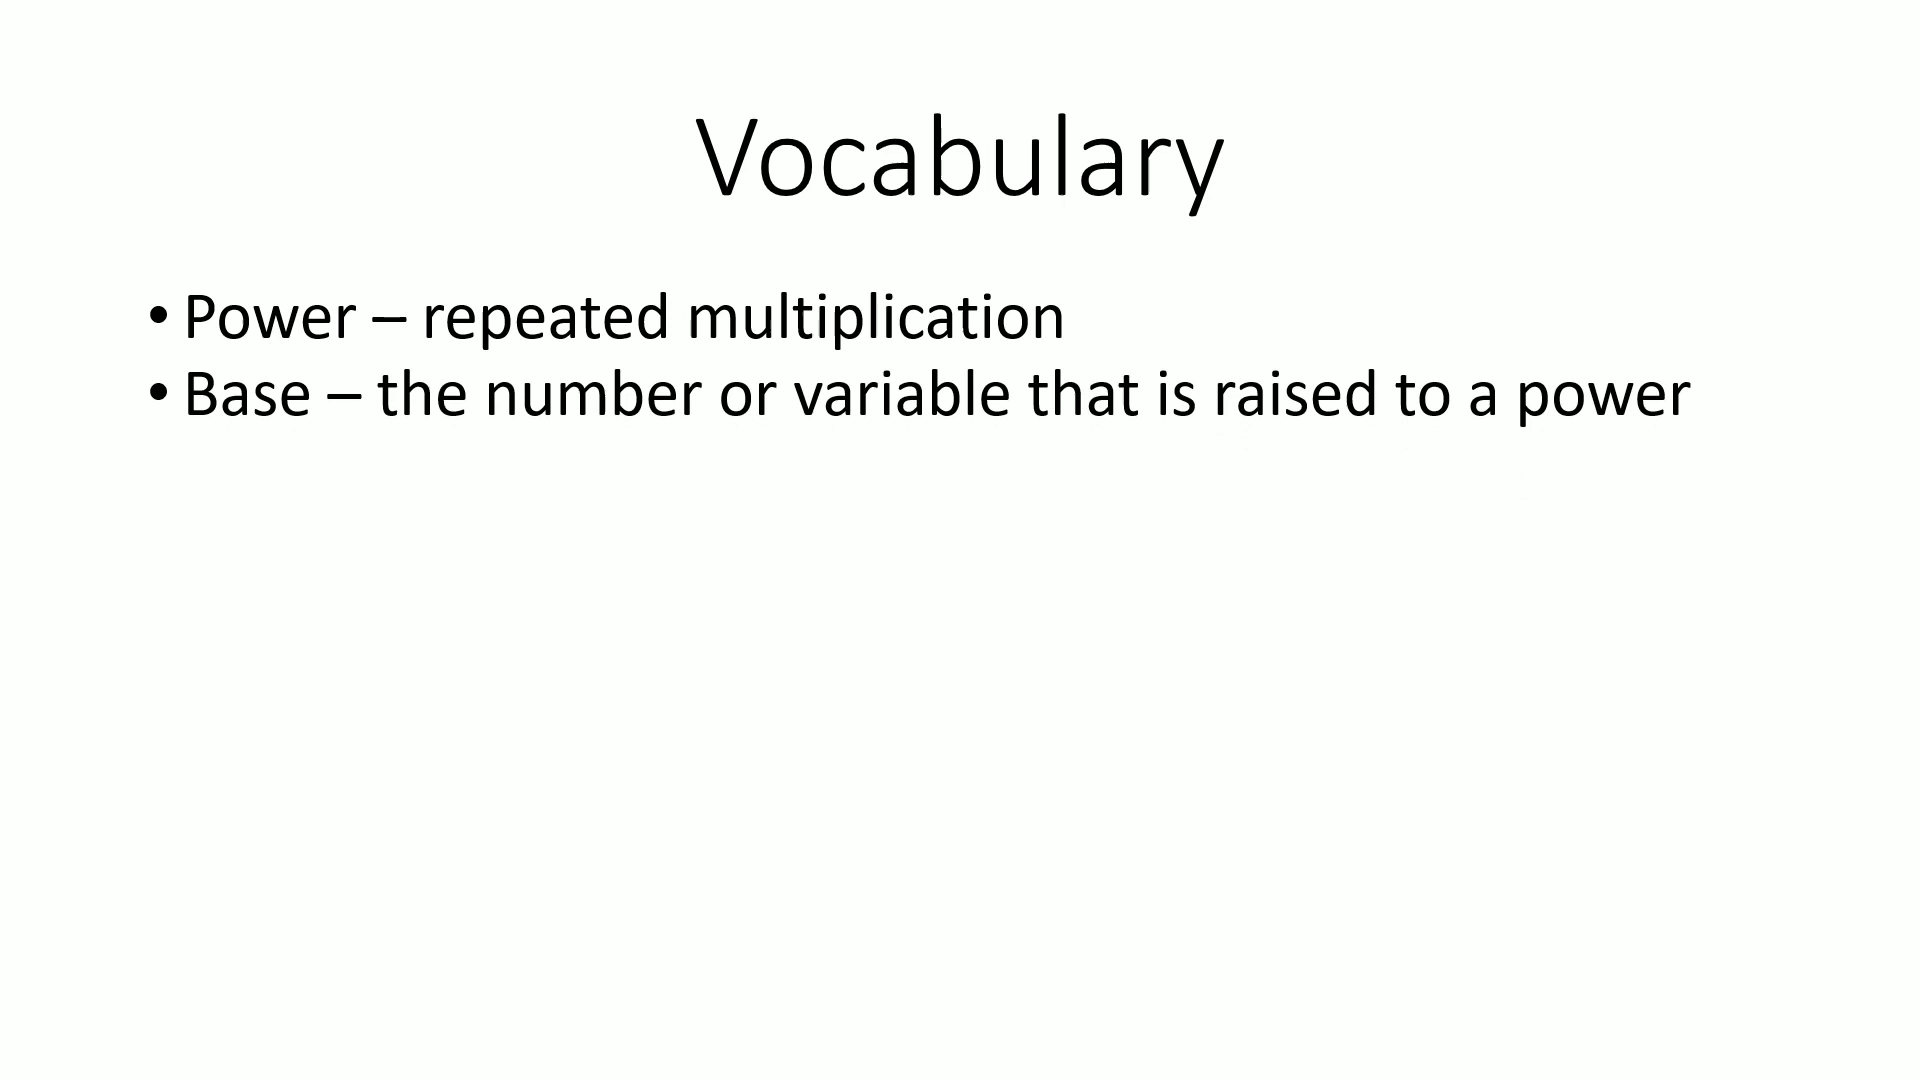 Vocabulary
• Power – repeated multiplication
• Base – the number or variable that is raised to a power